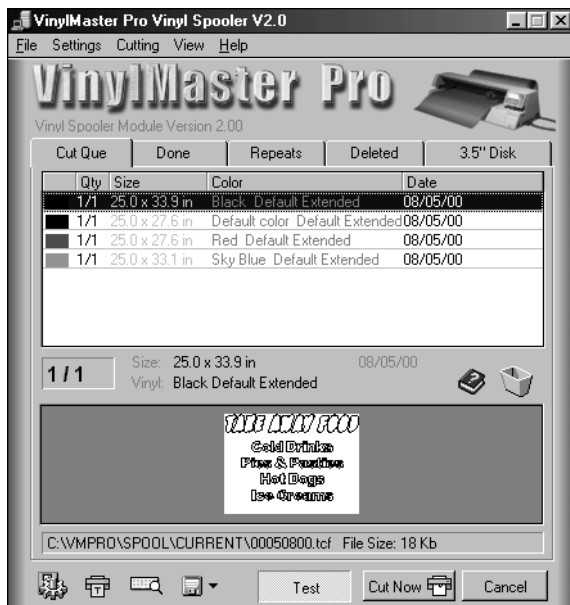 VinylMaster Pro Vinyl Spooler V2.0
File Settings Cutting View Help
VinylMaster Pro
Vinyl Spooler Module Version 2.00
Cut Que Done Repeats Deleted 3.5" Disk
Qty Size Color Date
1/1 25.0 x 33.9 in Black Default Extended 08/05/00
1/1 25.0 x 27.6 in Default color Default Extended 08/05/00
1/1 25.0 x 27.6 in Red Default Extended 08/05/00
1/1 25.0 x 33.1 in Sky Blue Default Extended 08/05/00
1/1
Size: 25.0 x 33.9 in 08/05/00
Vinyl: Black Default Extended
Cold Drinks
Pies & Pasties
Hot Dogs
Ice Creams
C:\VMPRO\SPOOL\CURRENT\00050800.tcf File Size: 18 Kb
Test Cut Now Cancel